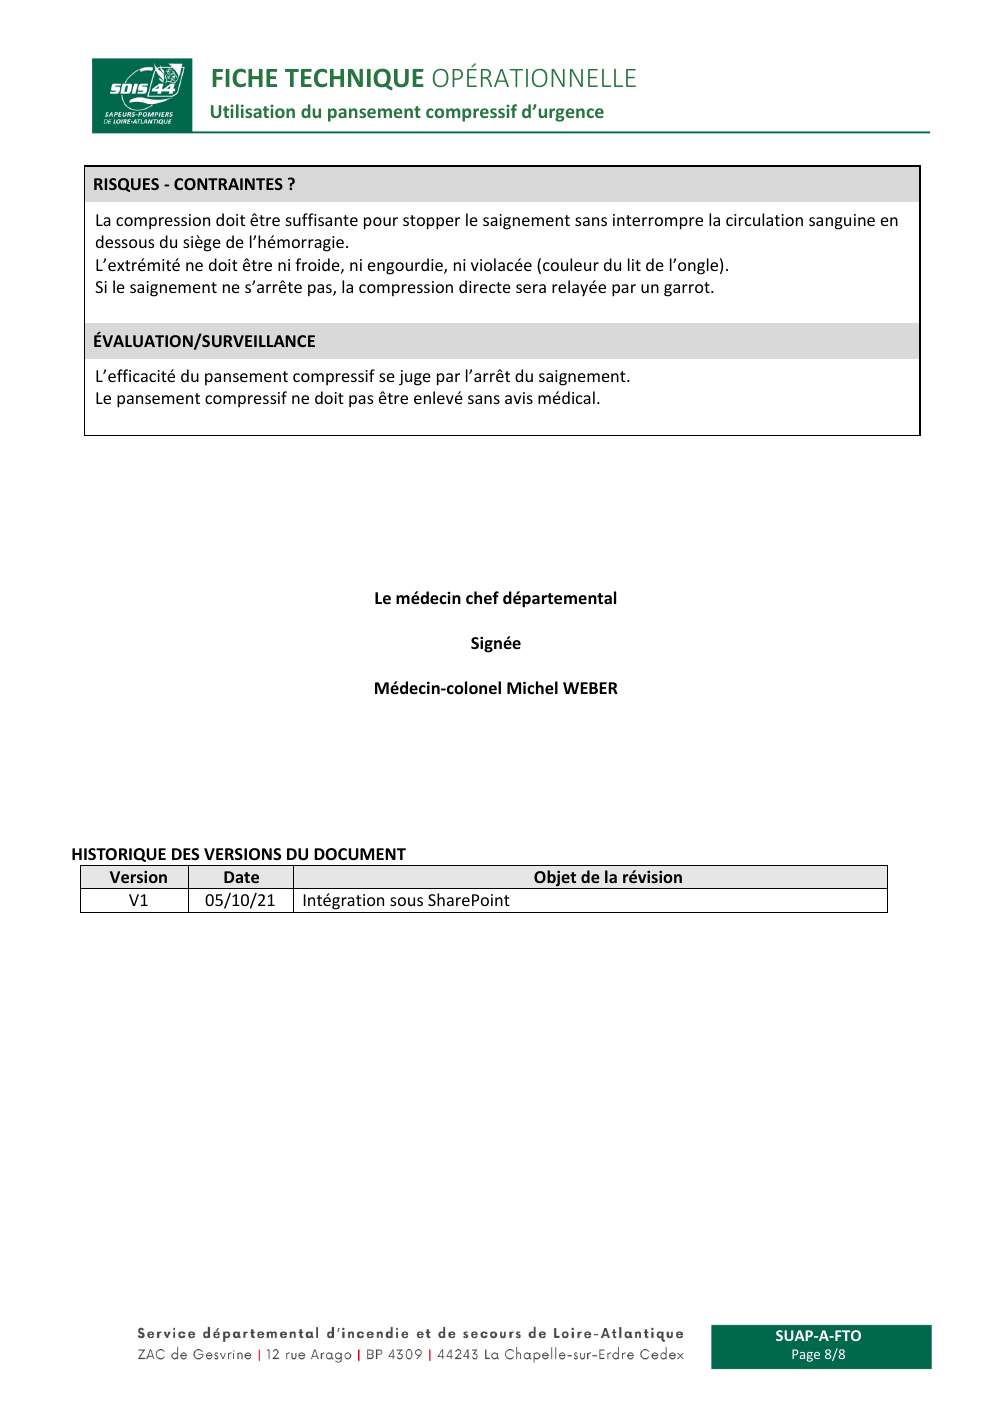 SDIS 44
SAPEURS-POMPIERS
DE LOIRE-ATLANTIQUE
FICHE TECHNIQUE OPÉRATIONNELLE
Utilisation du pansement compressif d’urgence
RISQUES - CONTRAINTES ?
La compression doit être suffisante pour stopper le saignement sans interrompre la circulation sanguine en
dessous du siège de l’hémorragie.
L’extrémité ne doit être ni froide, ni engourdie, ni violacée (couleur du lit de l’ongle).
Si le saignement ne s’arrête pas, la compression directe sera relayée par un garrot.
ÉVALUATION/SURVEILLANCE
L’efficacité du pansement compressif se juge par l’arrêt du saignement.
Le pansement compressif ne doit pas être enlevé sans avis médical.
Le médecin chef départemental
Signée
Médecin-colonel Michel WEBER
HISTORIQUE DES VERSIONS DU DOCUMENT
Version Date Objet de la révision
V1 05/10/21 Intégration sous SharePoint
Service départemental d’incendie et de secours de Loire-Atlantique
ZAC de Gesvrine | 12 rue Arago | BP 4309 | 44243 La Chapelle-sur-Erdre Cedex
SUAP-A-FTO
Page 8/8